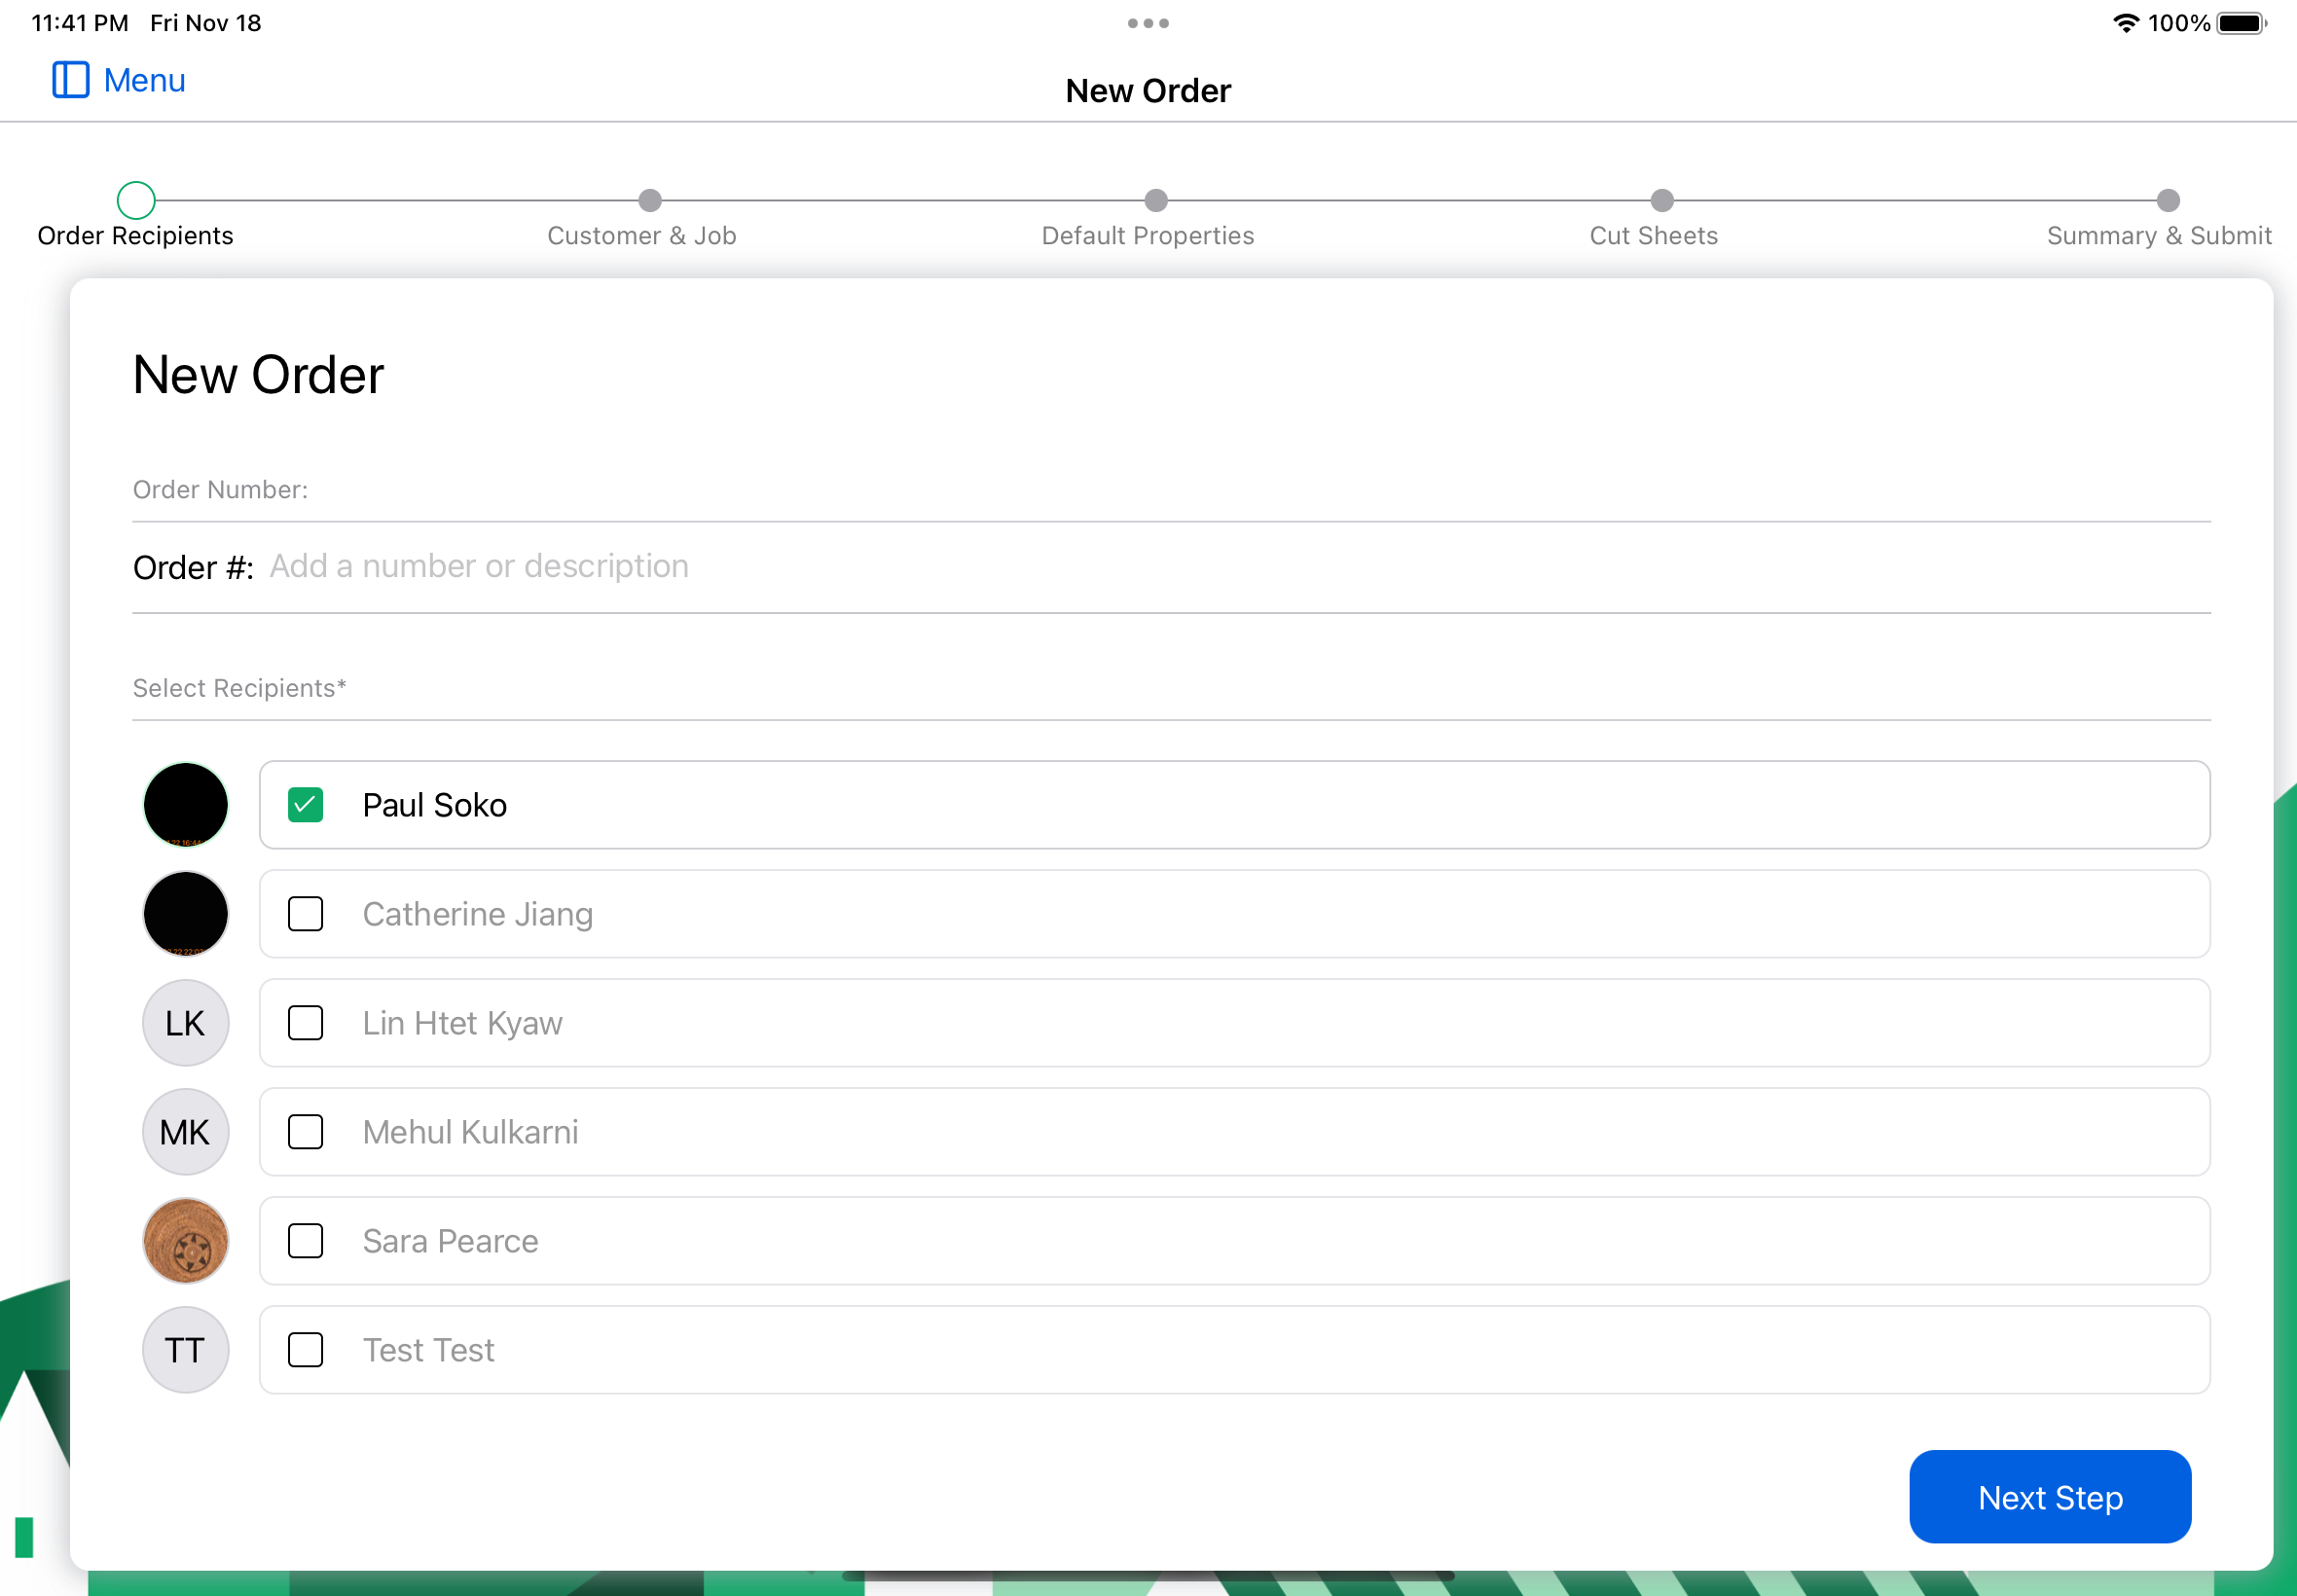 11:41 PM Fri Nov 18
100%
Menu
New Order
Order Recipients
Customer & Job
Default Properties
Cut Sheets
Summary & Submit
New Order
Order Number:
Order #: Add a number or description
Select Recipients*
Paul Soko
Catherine Jiang
LK Lin Htet Kyaw
MK Mehul Kulkarni
Sara Pearce
TT Test Test
Next Step